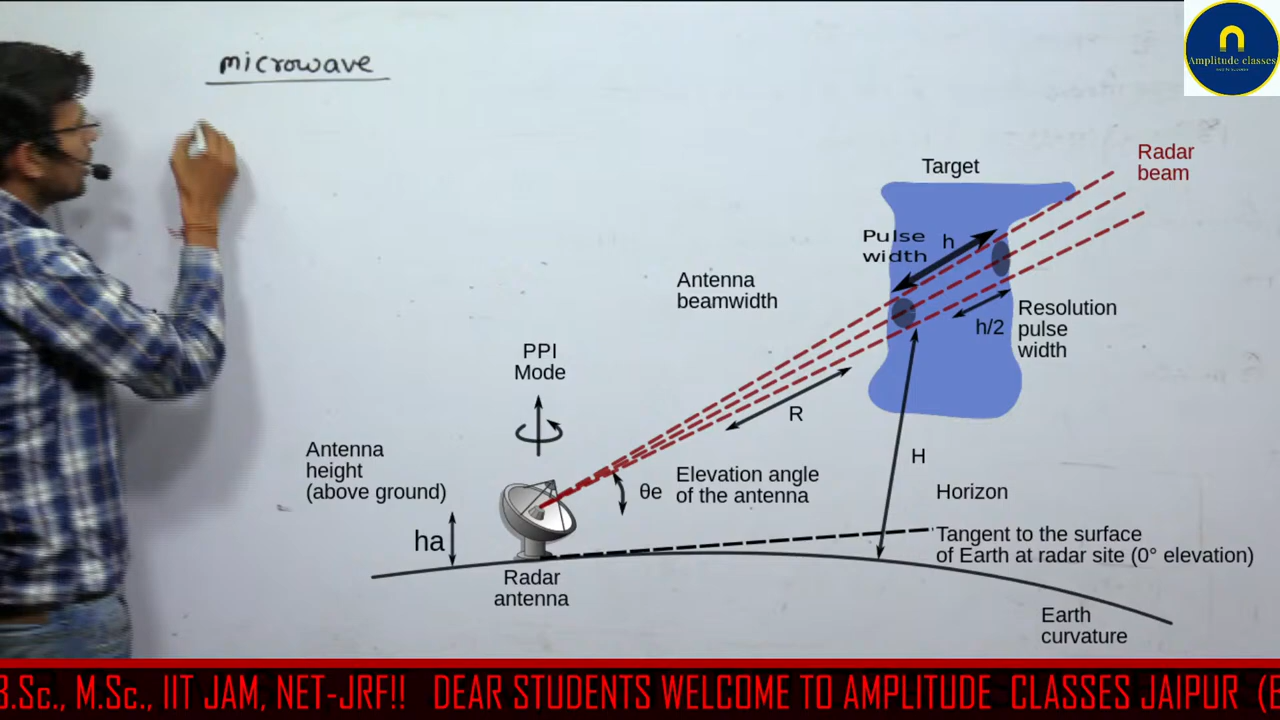 microwave
Amplitude classes
Target
Radar
beam
Pulse
width
h
Antenna
beamwidth
h/2
Resolution
pulse
width
PPI
Mode
R
Antenna
height
(above ground)
H
Elevation angle
of the antenna
θe
Horizon
ha
Tangent to the surface
of Earth at radar site (0° elevation)
Radar
antenna
Earth
curvature
B.Sc., M.Sc., IIT JAM, NET-JRF!! DEAR STUDENTS WELCOME TO AMPLITUDE CLASSES JAIPUR (E